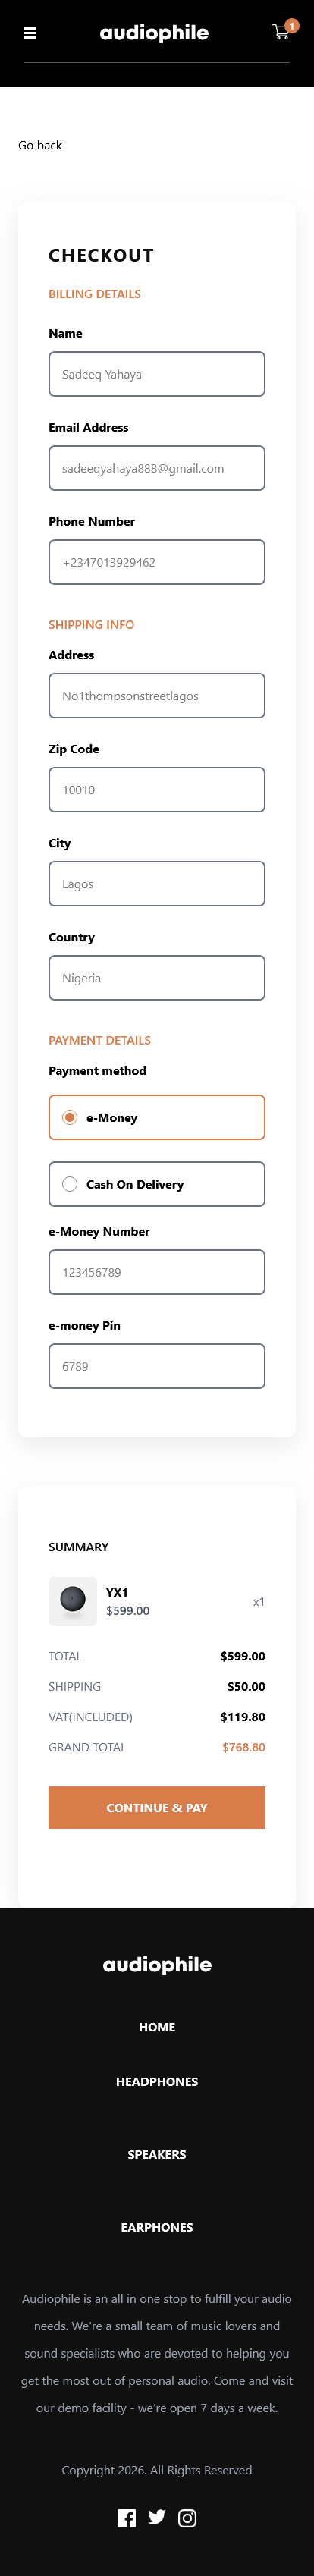 audiophile
1
Go back
CHECKOUT
BILLING DETAILS
Name
Sadeeq Yahaya
Email Address
sadeeqyahaya888@gmail.com
Phone Number
+2347013929462
SHIPPING INFO
Address
No1thompsonstreetlagos
Zip Code
10010
City
Lagos
Country
Nigeria
PAYMENT DETAILS
Payment method
e-Money
Cash On Delivery
e-Money Number
123456789
e-money Pin
6789
SUMMARY
YX1
$599.00
x1
TOTAL $599.00
SHIPPING $50.00
VAT(INCLUDED) $119.80
GRAND TOTAL $768.80
CONTINUE & PAY
audiophile
HOME
HEADPHONES
SPEAKERS
EARPHONES
Audiophile is an all in one stop to fulfill your audio
needs. We're a small team of music lovers and
sound specialists who are devoted to helping you
get the most out of personal audio. Come and visit
our demo facility - we're open 7 days a week.
Copyright 2026. All Rights Reserved